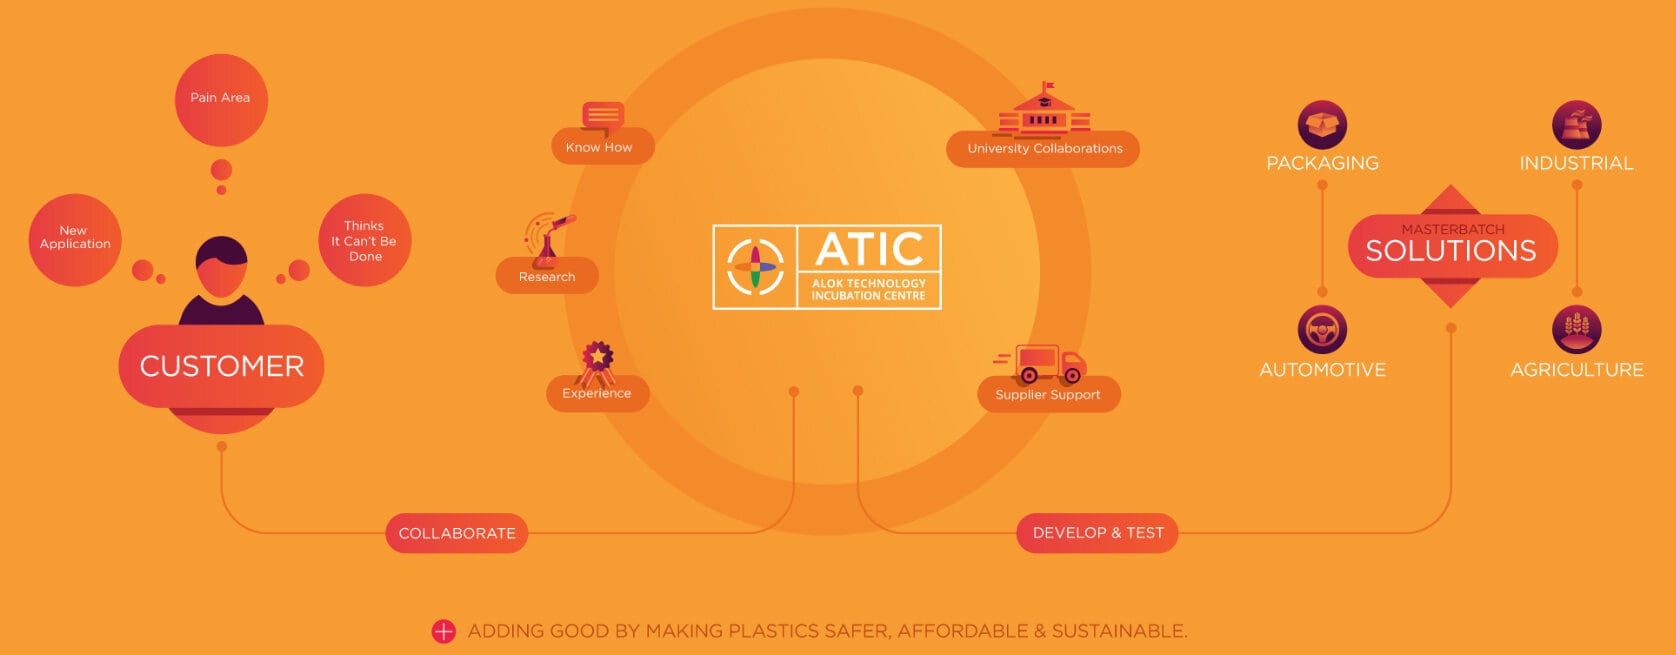 Pain Area
New
Application
Thinks
It Can't Be
Done
CUSTOMER
COLLABORATE
Know How
Research
Experience
ATIC
ALOK TECHNOLOGY
INCUBATION CENTRE
University Collaborations
Supplier Support
DEVELOP & TEST
PACKAGING
AUTOMOTIVE
MASTERBATCH
SOLUTIONS
INDUSTRIAL
AGRICULTURE
ADDING GOOD BY MAKING PLASTICS SAFER, AFFORDABLE & SUSTAINABLE.